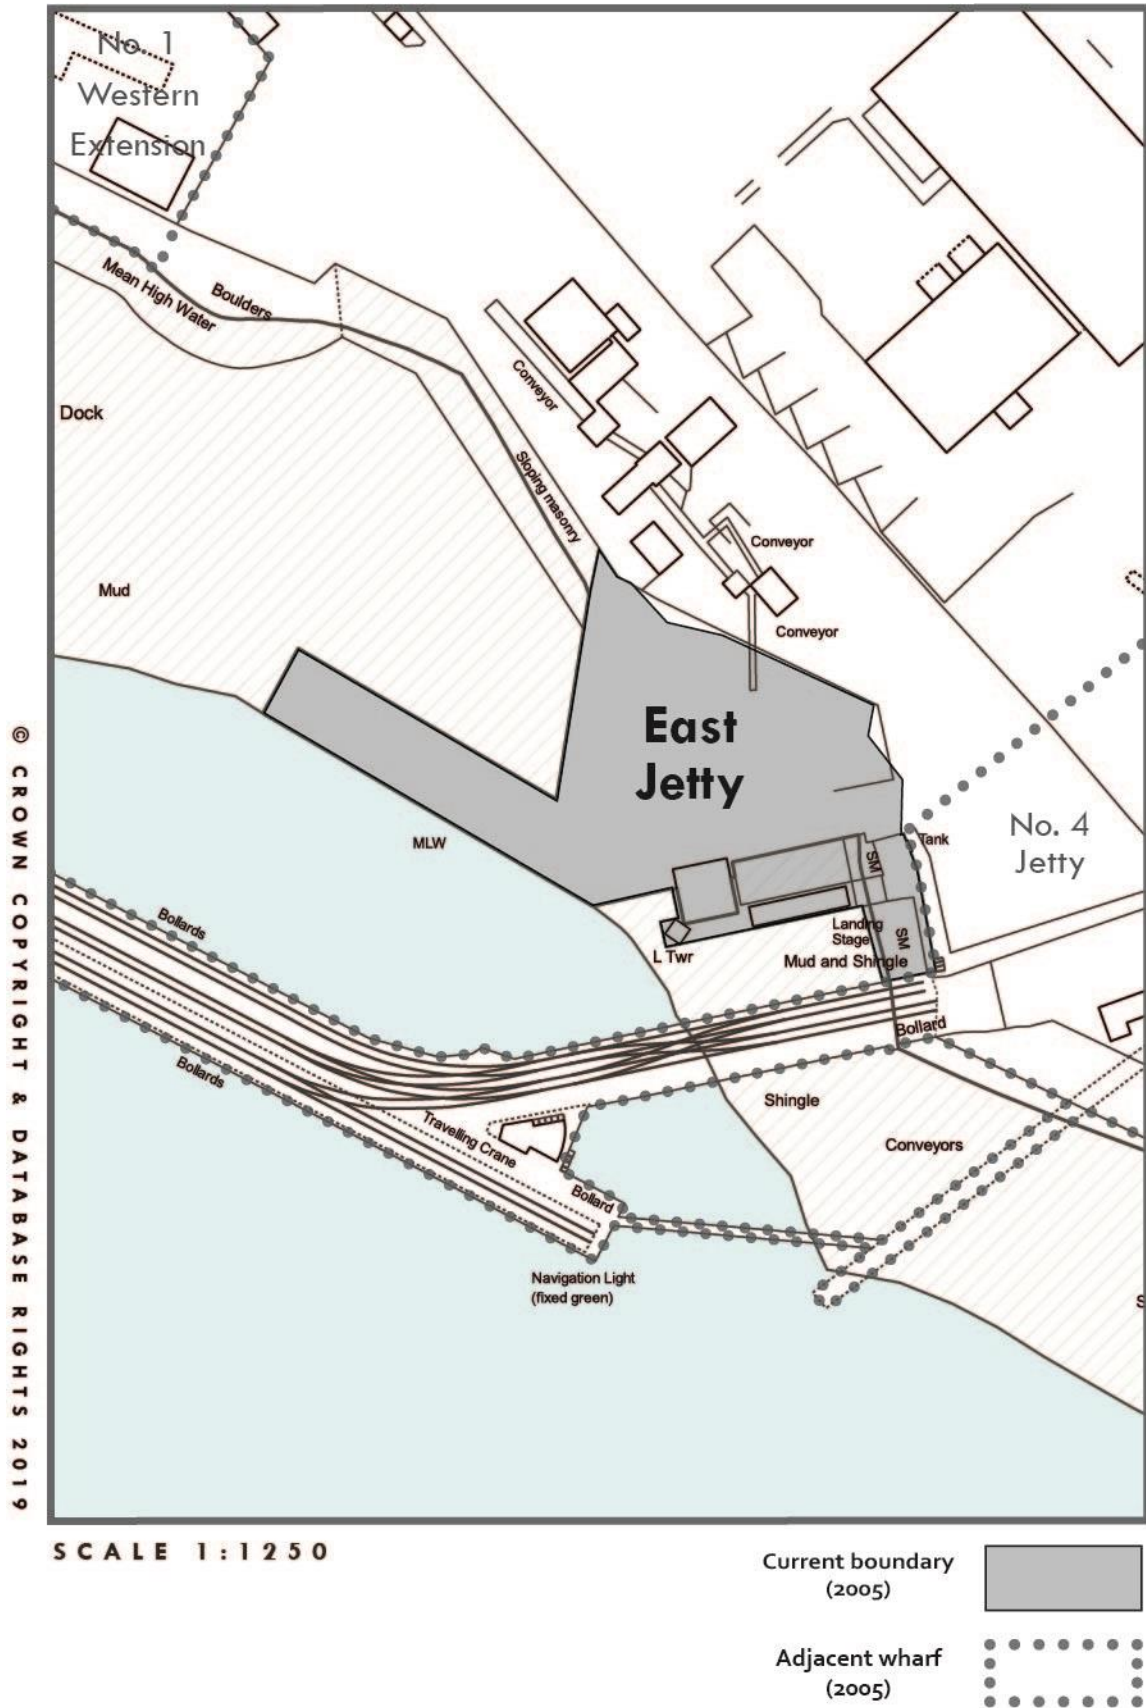 No. 1
Western
Extension
Mean High Water
Boulders
Conveyor
Dock
Sloping masonry
Conveyor
Mud
Conveyor
East
Jetty
No. 4
Jetty
MLW
Tank
SM
Landing
Stage
SM
L Twr
Mud and Shingle
Bollards
Bollard
Bollards
Shingle
Travelling Crane
Conveyors
Bollard
Navigation Light
(fixed green)
S
© CROWN COPYRIGHT & DATABASE RIGHTS 2019
SCALE 1:1250
Current boundary
(2005)
Adjacent wharf
(2005)